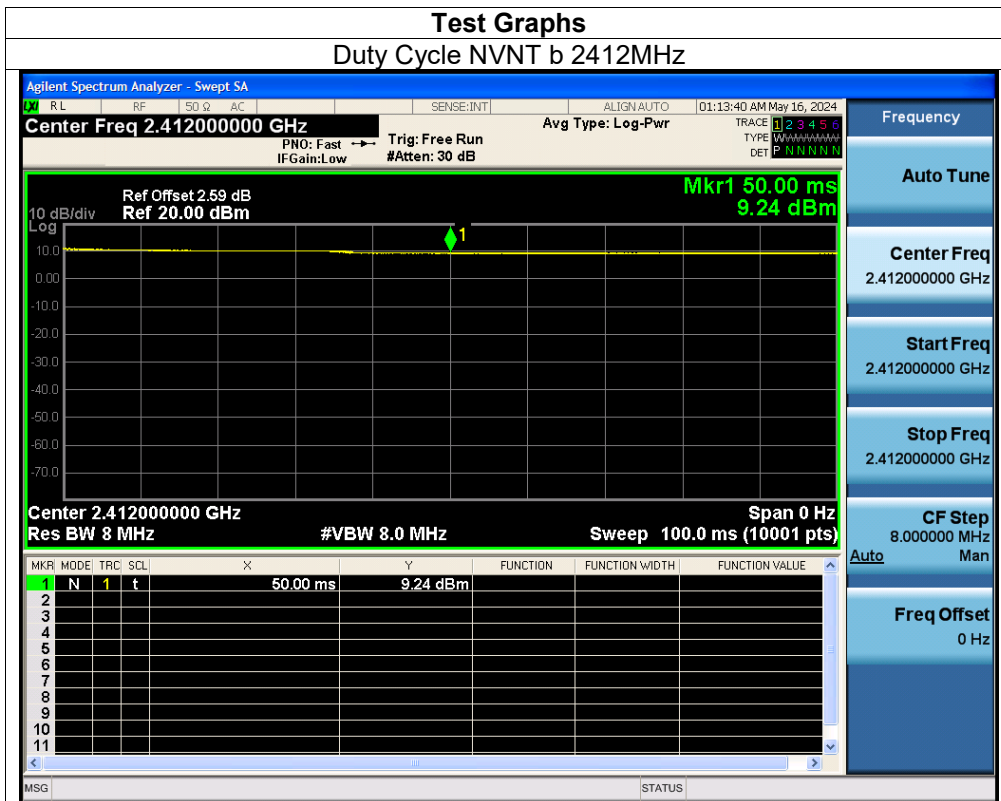 Test Graphs
Duty Cycle NVNT b 2412MHz
Agilent Spectrum Analyzer - Swept SA
LXI RL RF 50 Ω AC SENSE:INT ALIGN AUTO 01:13:40 AM May 16, 2024
Center Freq 2.412000000 GHz
PNO: Fast
IFGain:Low
Trig: Free Run
#Atten: 30 dB
Avg Type: Log-Pwr
TRACE 1 2 3 4 5 6
TYPE WWWWWW
DET P N N N N N
Mkr1 50.00 ms
9.24 dBm
Ref Offset 2.59 dB
10 dB/div Ref 20.00 dBm
Log
1
10.0
0.00
-10.0
-20.0
-30.0
-40.0
-50.0
-60.0
-70.0
Center 2.412000000 GHz Span 0 Hz
Res BW 8 MHz #VBW 8.0 MHz Sweep 100.0 ms (10001 pts)
MKR MODE TRC SCL X Y FUNCTION FUNCTION WIDTH FUNCTION VALUE
1 N 1 t 50.00 ms 9.24 dBm
2
3
4
5
6
7
8
9
10
11
MSG STATUS
Frequency
Auto Tune
Center Freq
2.412000000 GHz
Start Freq
2.412000000 GHz
Stop Freq
2.412000000 GHz
CF Step
8.000000 MHz
Auto Man
Freq Offset
0 Hz